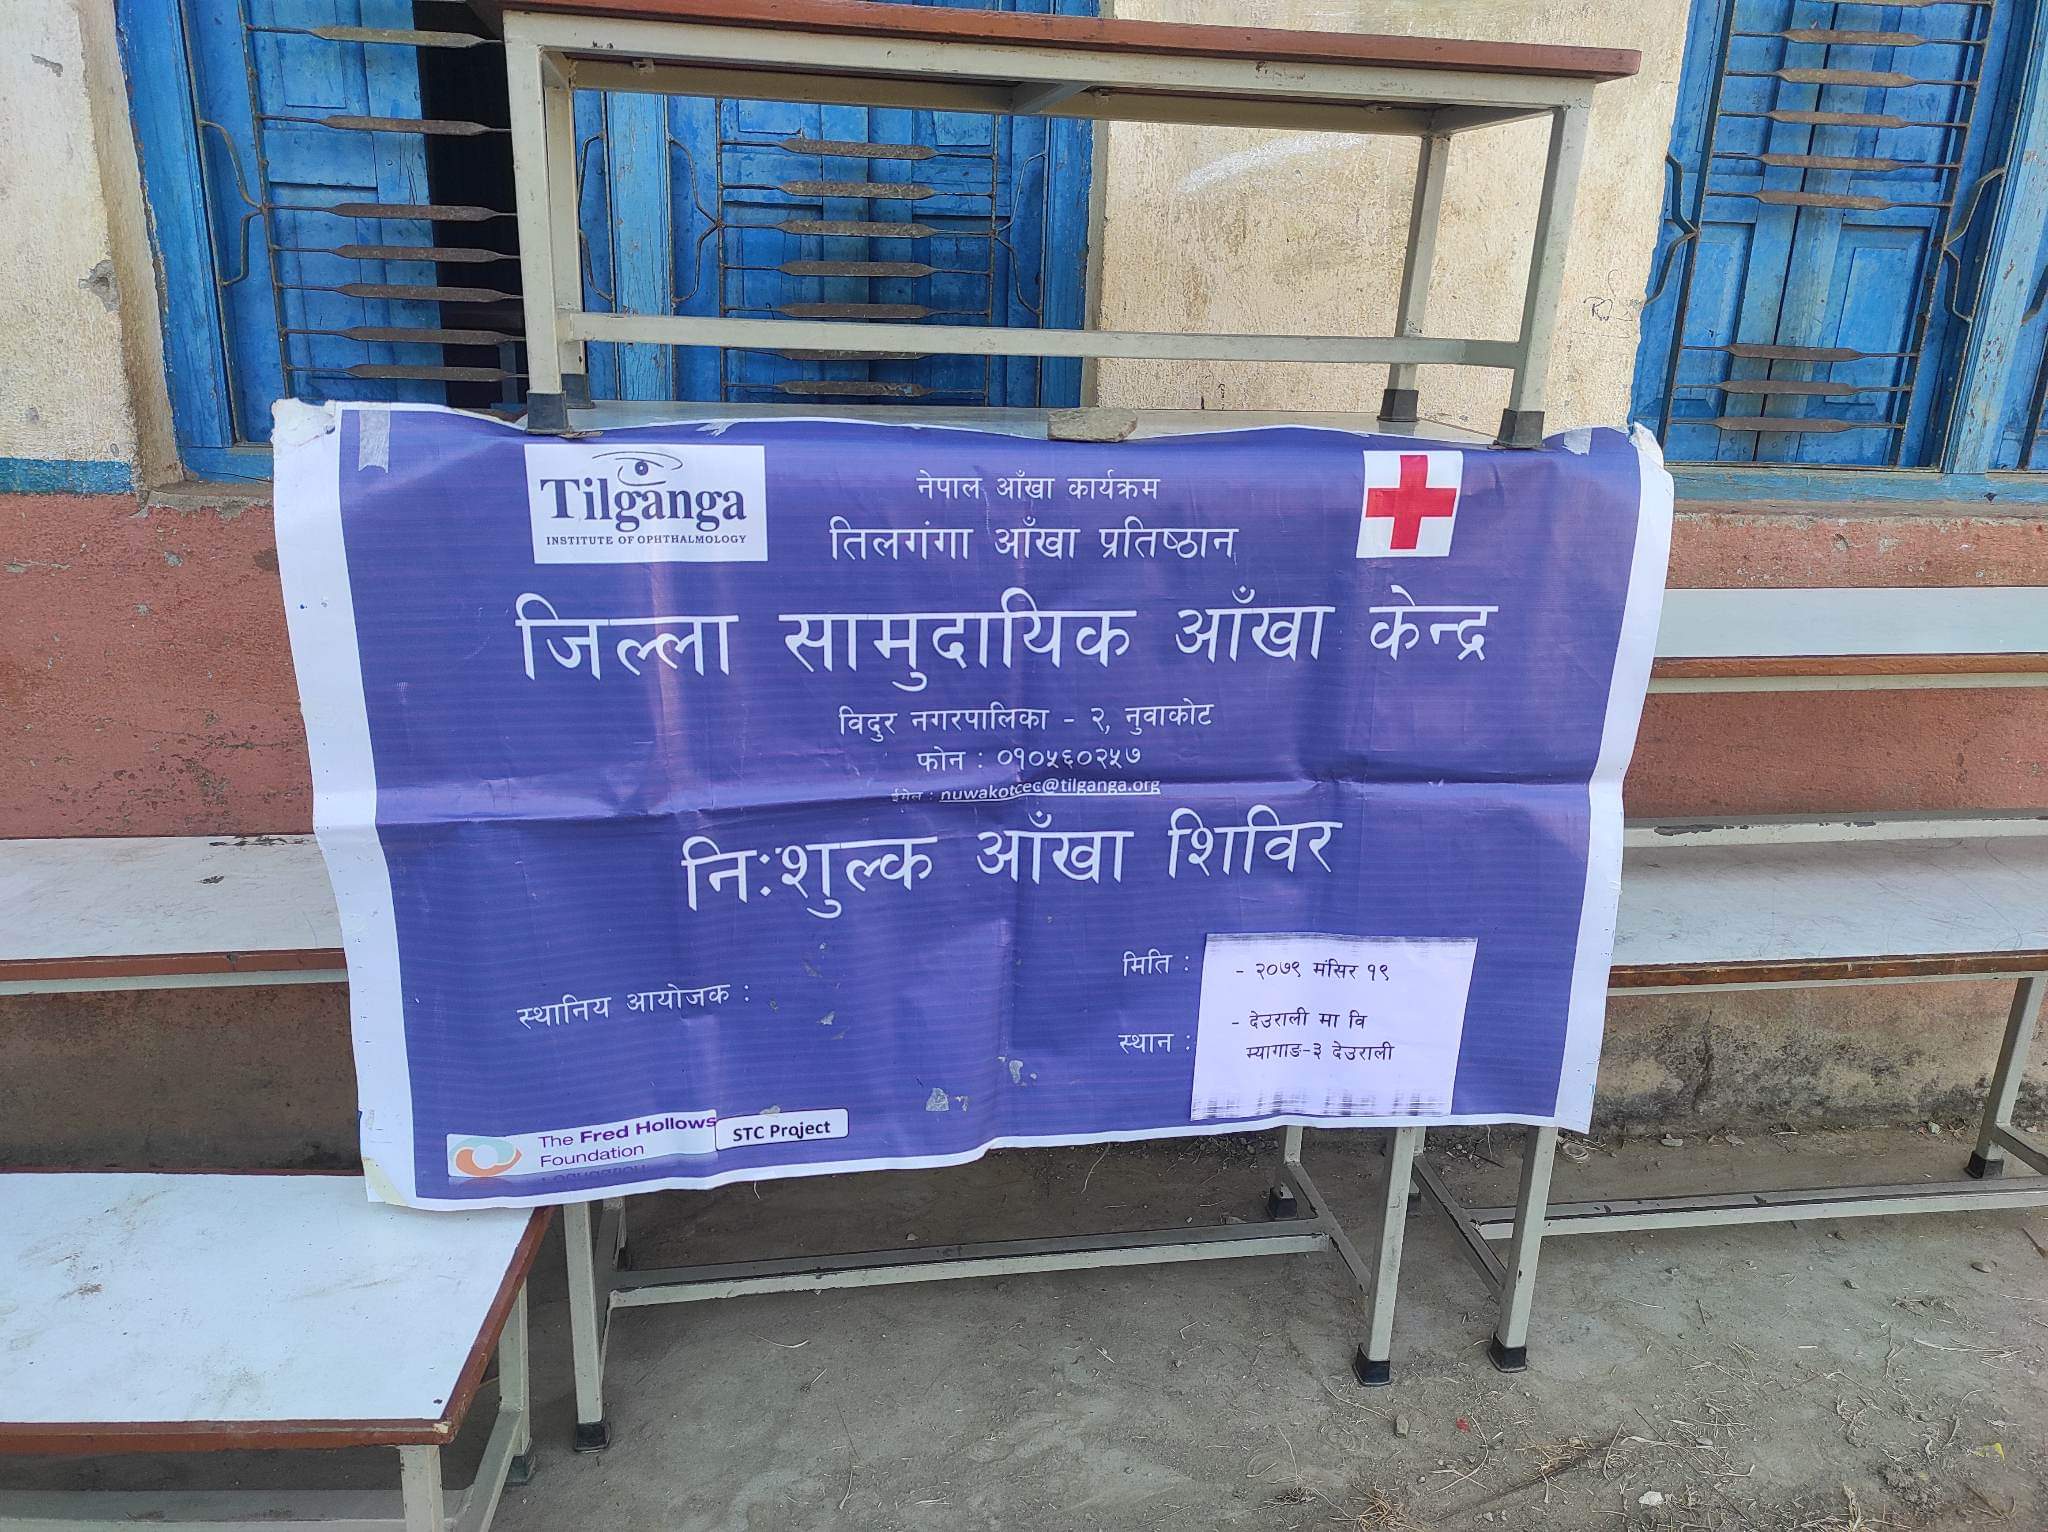 Tilganga
INSTITUTE OF OPHTHALMOLOGY
नेपाल आँखा कार्यक्रम
तिलगंगा आँखा प्रतिष्ठान
जिल्ला सामुदायिक आँखा केन्द्र
विदुर नगरपालिका - २, नुवाकोट
फोन : ०१०५६०२५७
ईमेल : nuwakotcec@tilganga.org
निःशुल्क आँखा शिविर
स्थानिय आयोजक :
मिति : - २०७९ मंसिर १९
स्थान : - देउराली मा वि
म्यागाङ-३ देउराली
The Fred Hollows
Foundation
STC Project